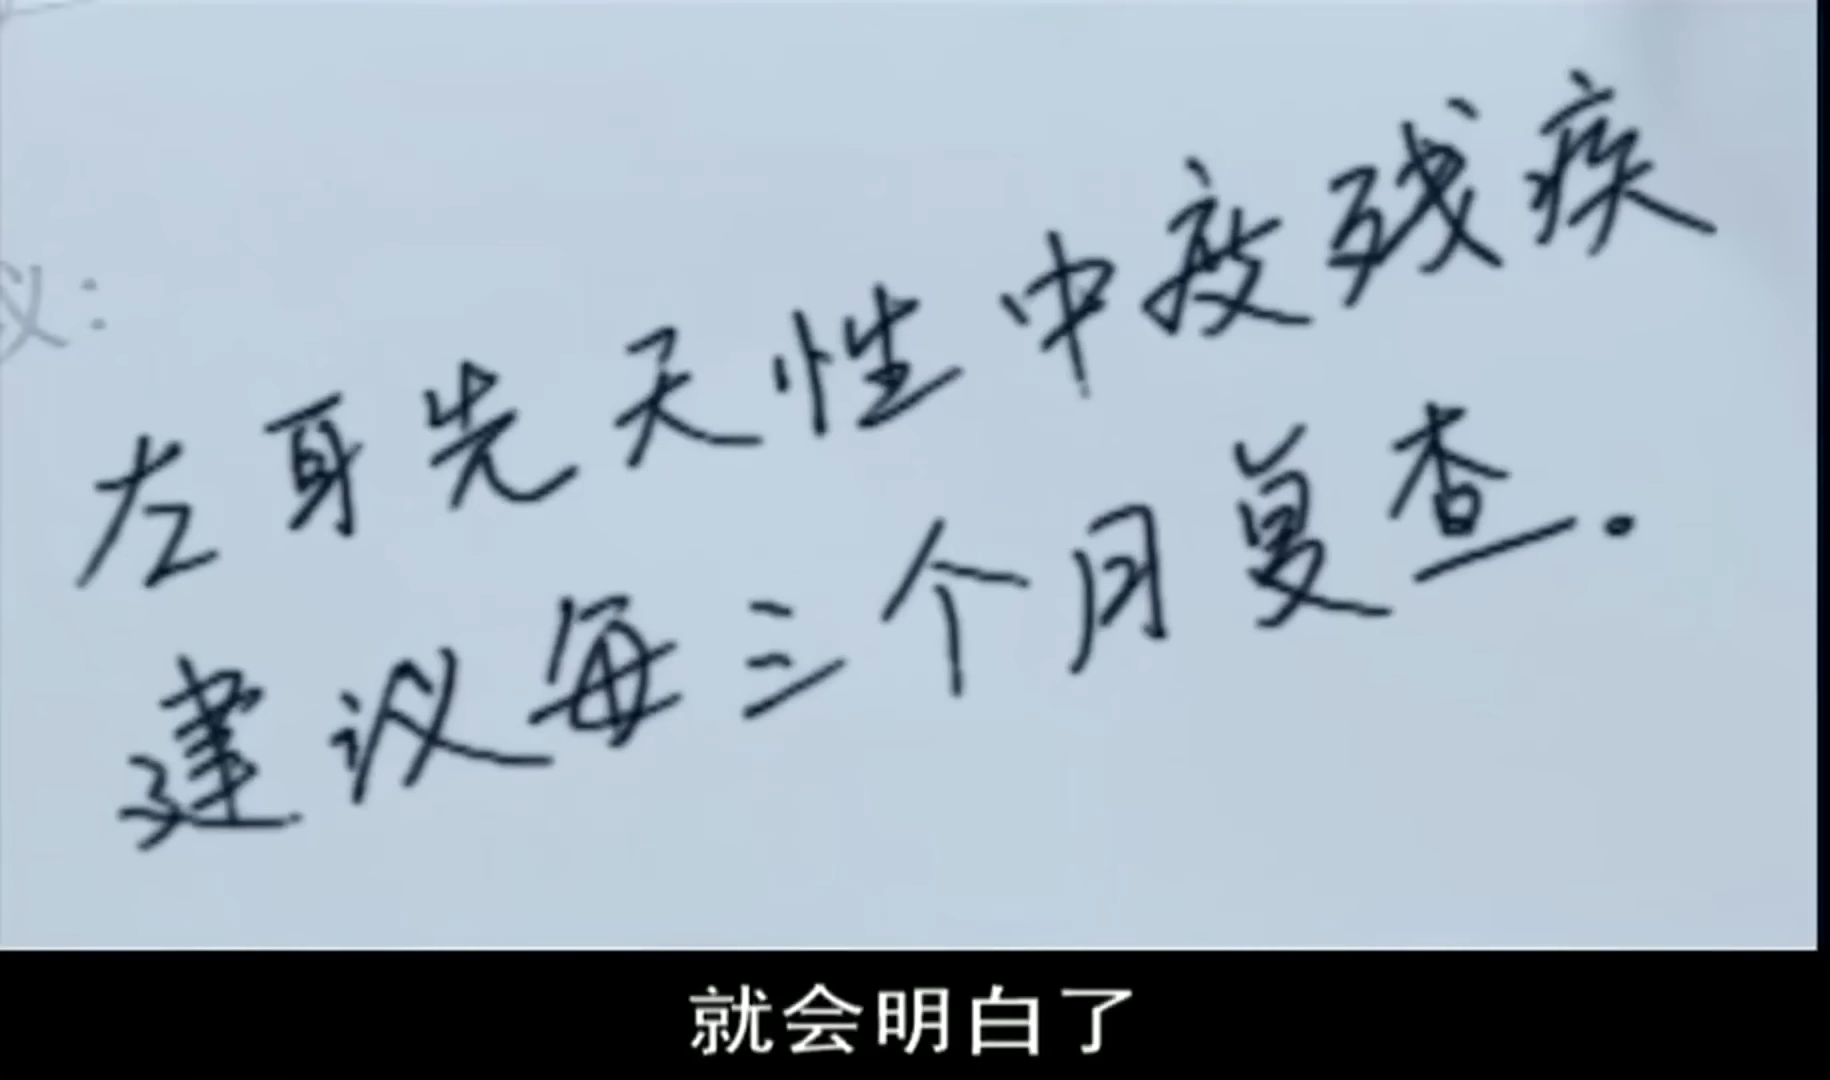 议:
左耳先天性中度残疾
建议每三个月复查.
就会明白了